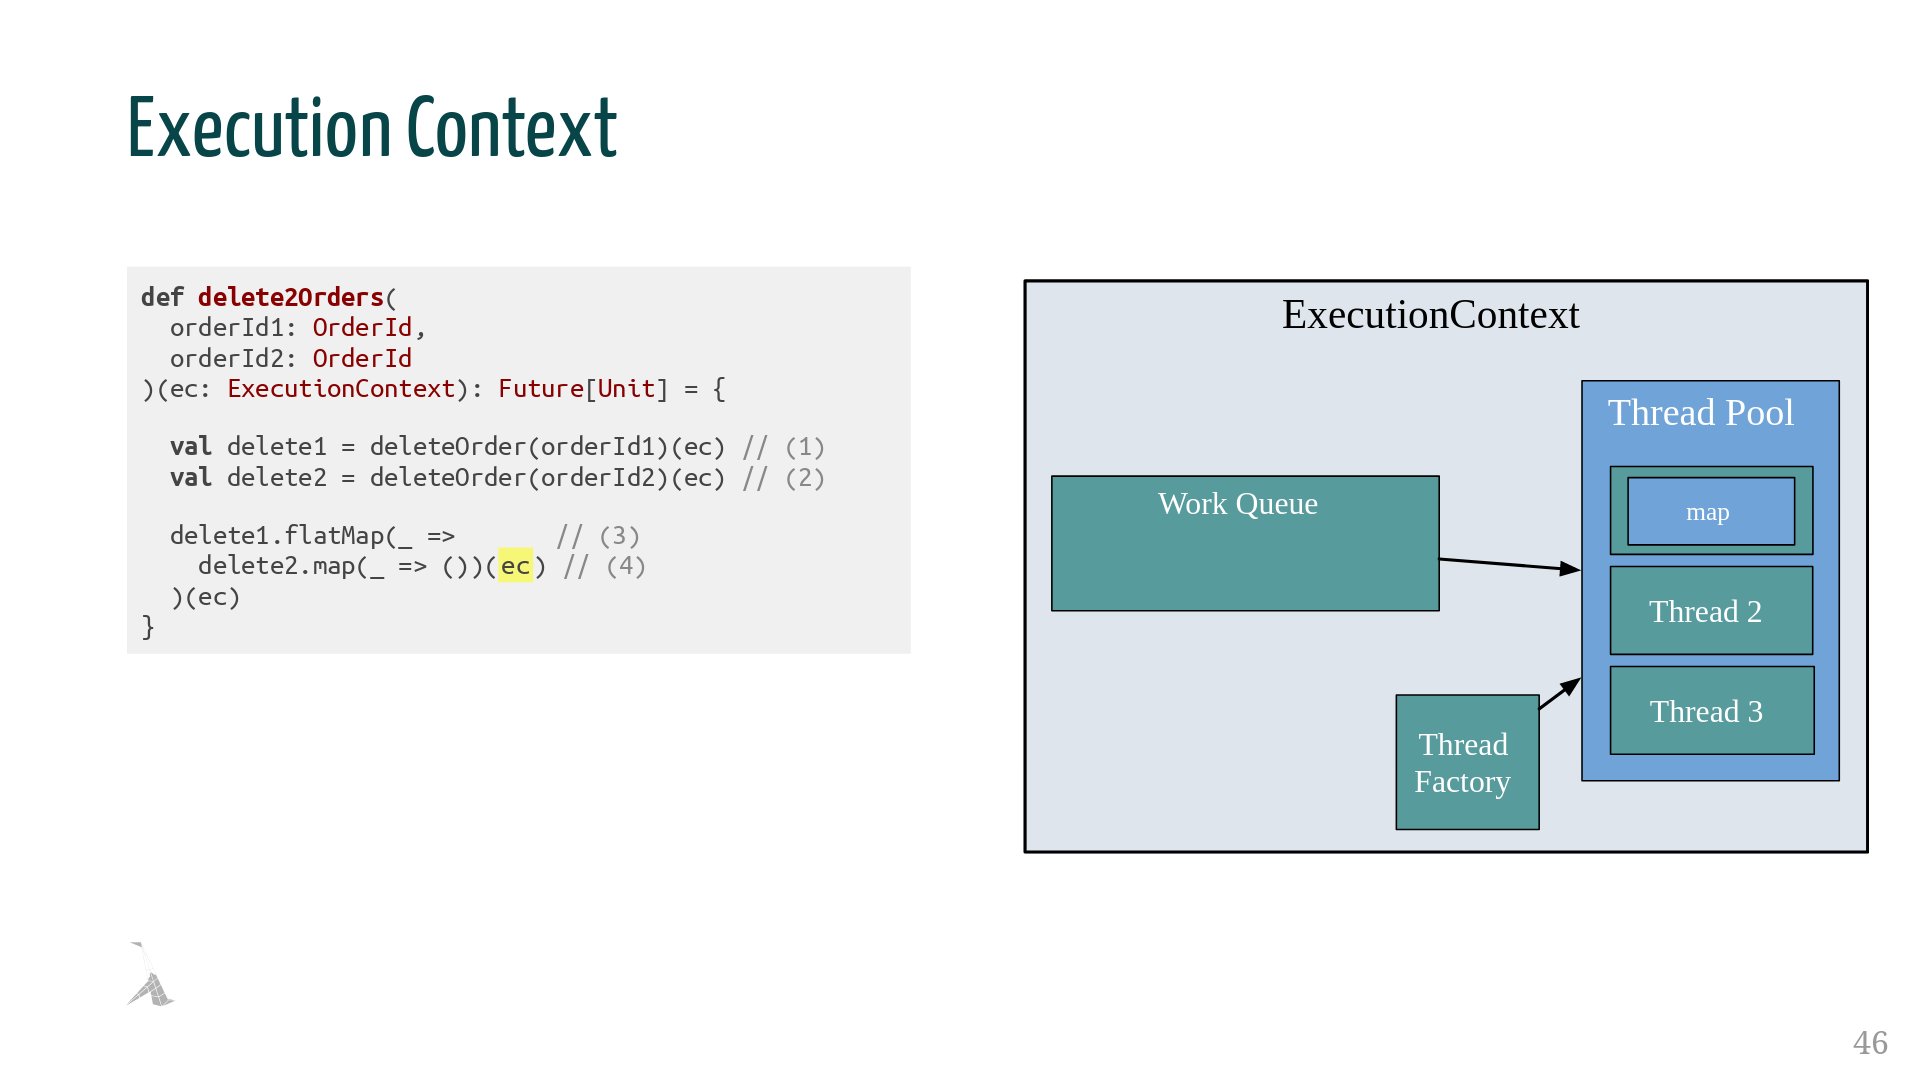 Execution Context
def delete2Orders(
  orderId1: OrderId,
  orderId2: OrderId
)(ec: ExecutionContext): Future[Unit] = {
  val delete1 = deleteOrder(orderId1)(ec) // (1)
  val delete2 = deleteOrder(orderId2)(ec) // (2)
  delete1.flatMap(_ =>       // (3)
    delete2.map(_ => ())(ec) // (4)
  )(ec)
}
ExecutionContext
Work Queue
Thread Pool
map
Thread 2
Thread 3
Thread
Factory
46